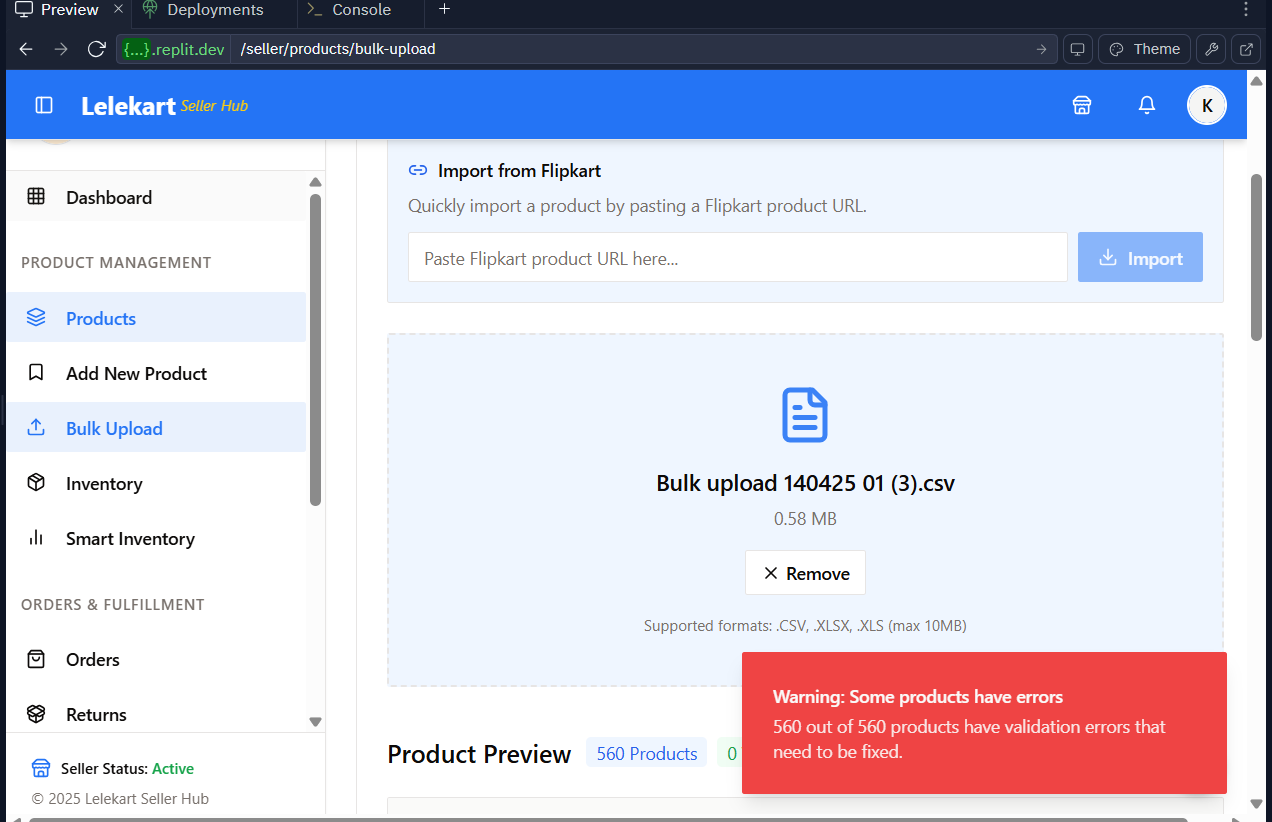 Preview
Deployments
Console
{...}.replit.dev /seller/products/bulk-upload
Theme
Lelekart Seller Hub
K
Dashboard
PRODUCT MANAGEMENT
Products
Add New Product
Bulk Upload
Inventory
Smart Inventory
ORDERS & FULFILLMENT
Orders
Returns
Seller Status: Active
© 2025 Lelekart Seller Hub
Import from Flipkart
Quickly import a product by pasting a Flipkart product URL.
Paste Flipkart product URL here...
Import
Bulk upload 140425 01 (3).csv
0.58 MB
Remove
Supported formats: .CSV, .XLSX, .XLS (max 10MB)
Product Preview 560 Products 0
Warning: Some products have errors
560 out of 560 products have validation errors that
need to be fixed.